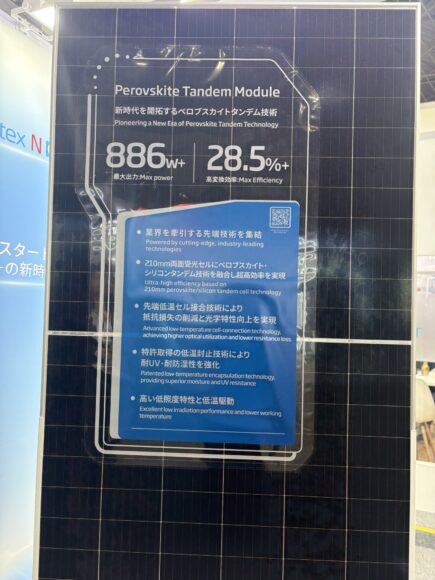 Perovskite Tandem Module
新時代を開拓するペロブスカイトタンデム技術
Pioneering a New Era of Perovskite Tandem Technology
886W+
28.5%+
最大出力:Max power
高変換効率:Max Efficiency
tex N
スタート
ーの新時
• 業界を牽引する先端技術を集結
Powered by cutting-edge, industry-leading
technologies
• 210mm両面受光セルにペロブスカイト・
シリコンタンデム技術を融合し超高効率を実現
Ultra-high efficiency based on
210mm perovskite/silicon tandem cell technology
• 先端低温セル接合技術により
抵抗損失の削減と光学特性向上を実現
Advanced low-temperature cell-connection technology,
achieving higher optical utilization and lower resistance loss
• 特許取得の低温封止技術により
耐UV・耐防湿性を強化
Patented low-temperature encapsulation technology,
providing superior moisture and UV resistance
• 高い低照度特性と低温駆動
Excellent low irradiation performance and lower working
temperature